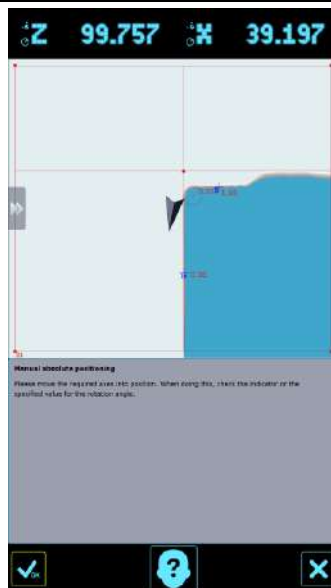 Z 99.757 X 39.197
Manual absolute positioning
Please move the required axes into position. When doing this, check the indicator or the
specified value for the rotation angle.
OK
?